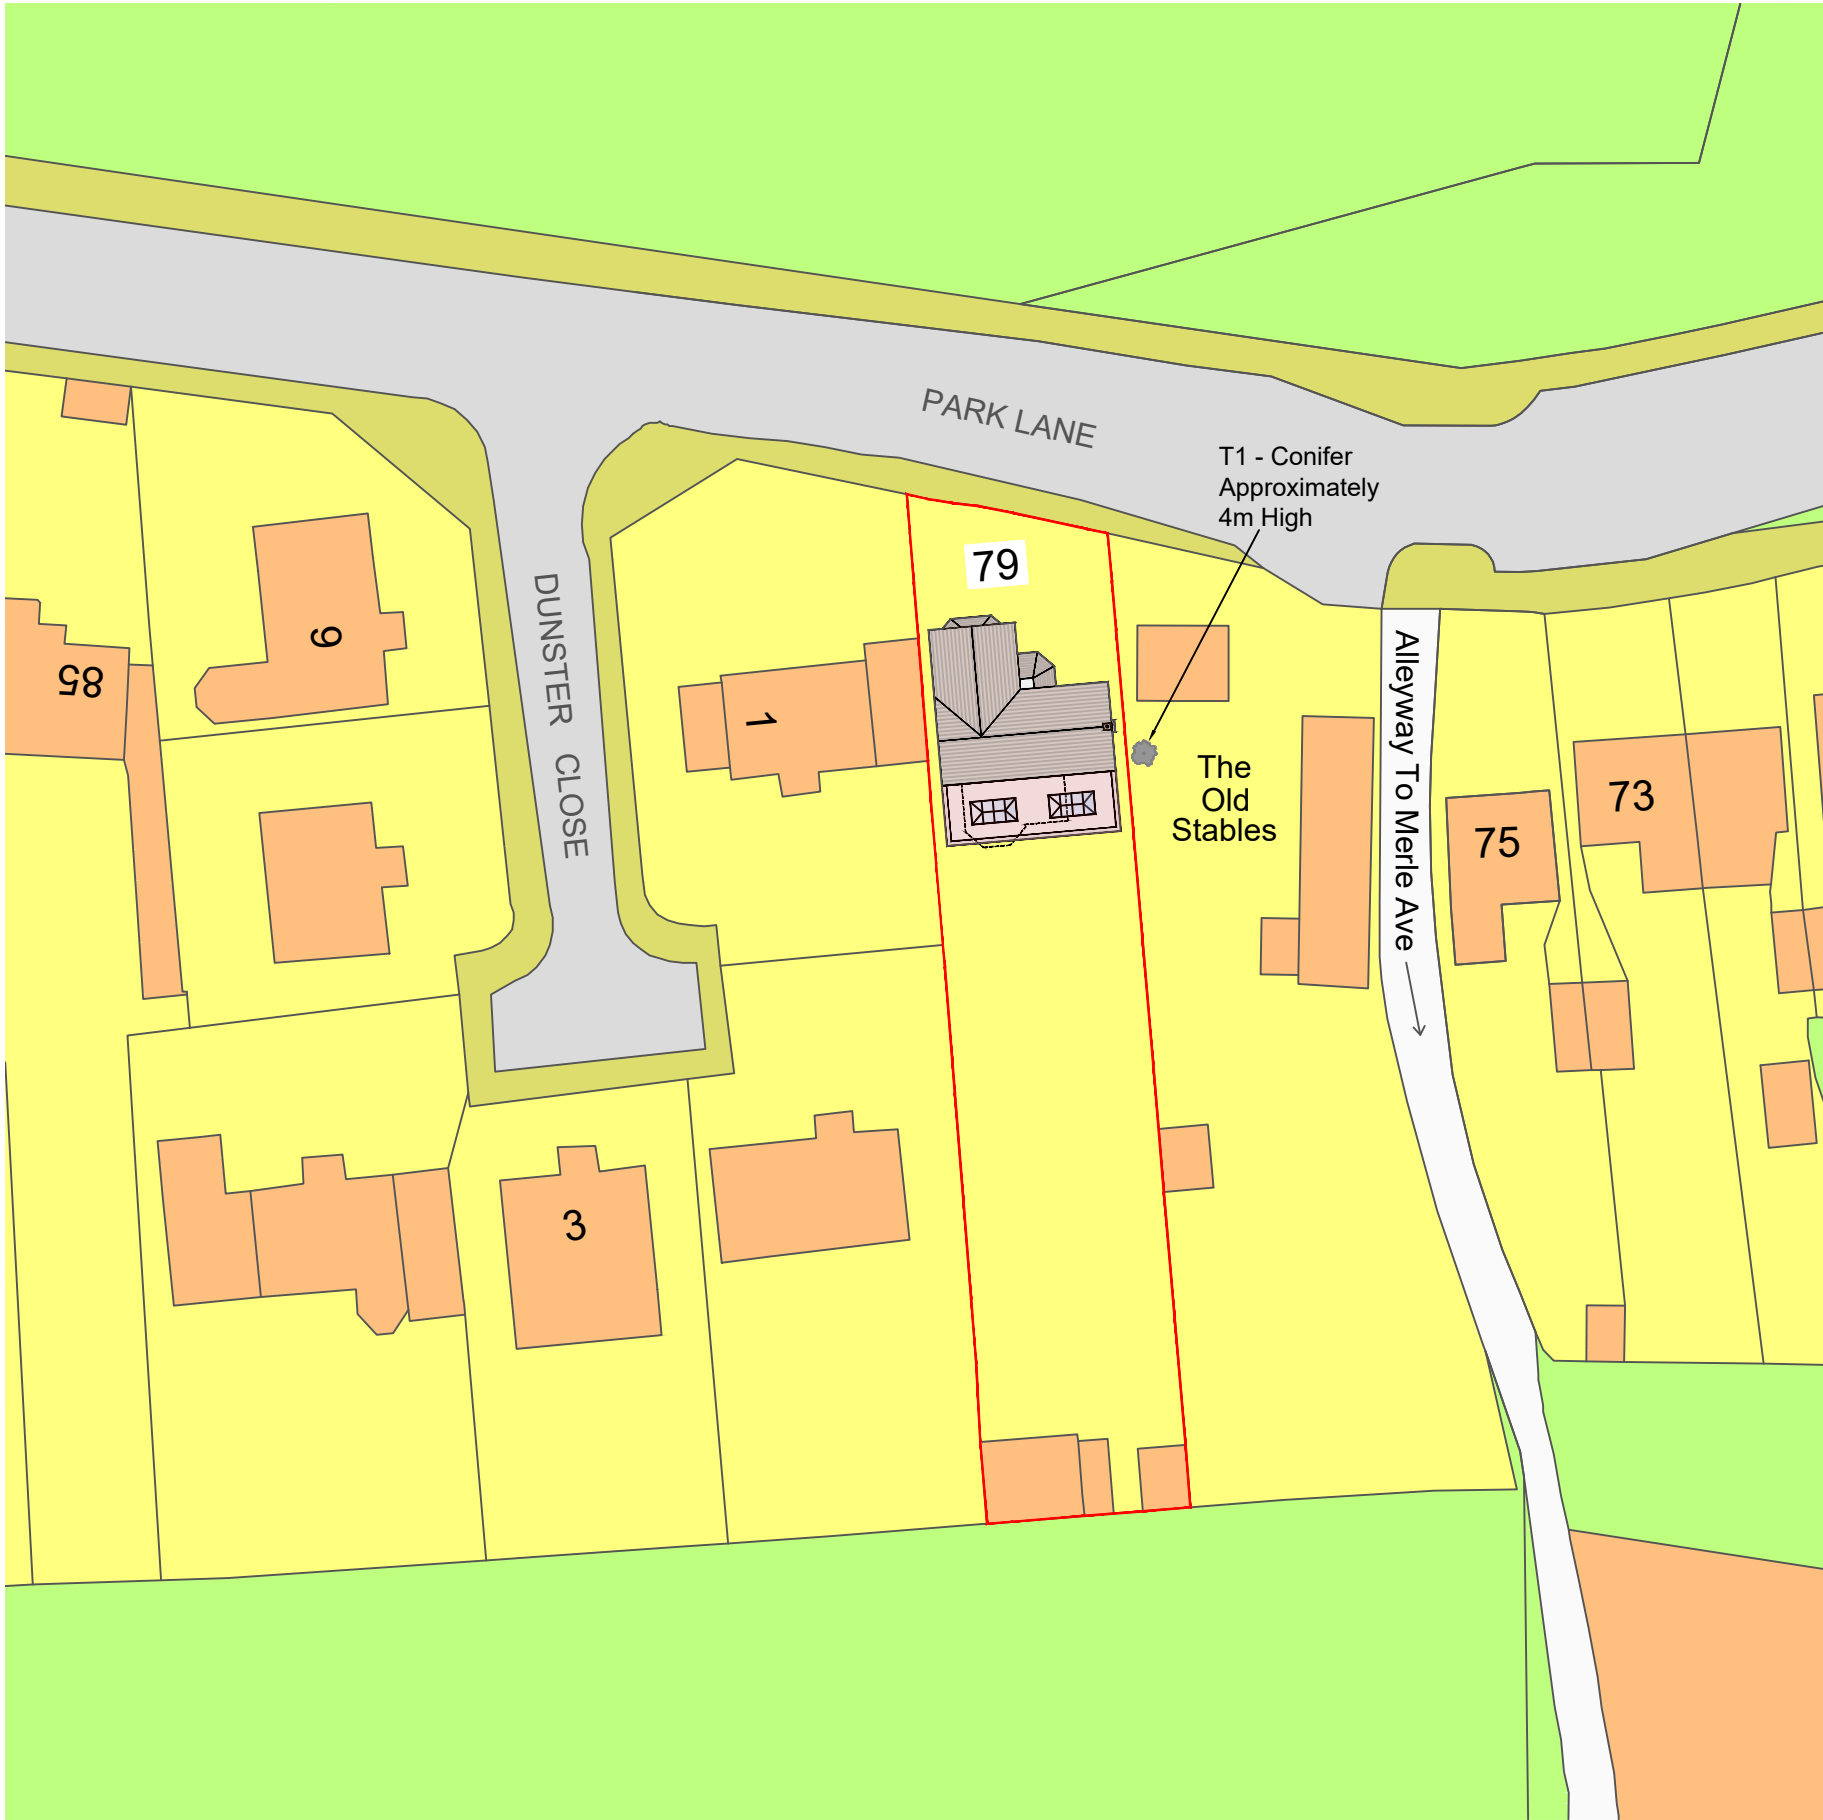 PARK LANE
T1 - Conifer
Approximately
4m High
79
DUNSTER CLOSE
6
85
1
The
Old
Stables
Alleyway To Merle Ave
75
73
3